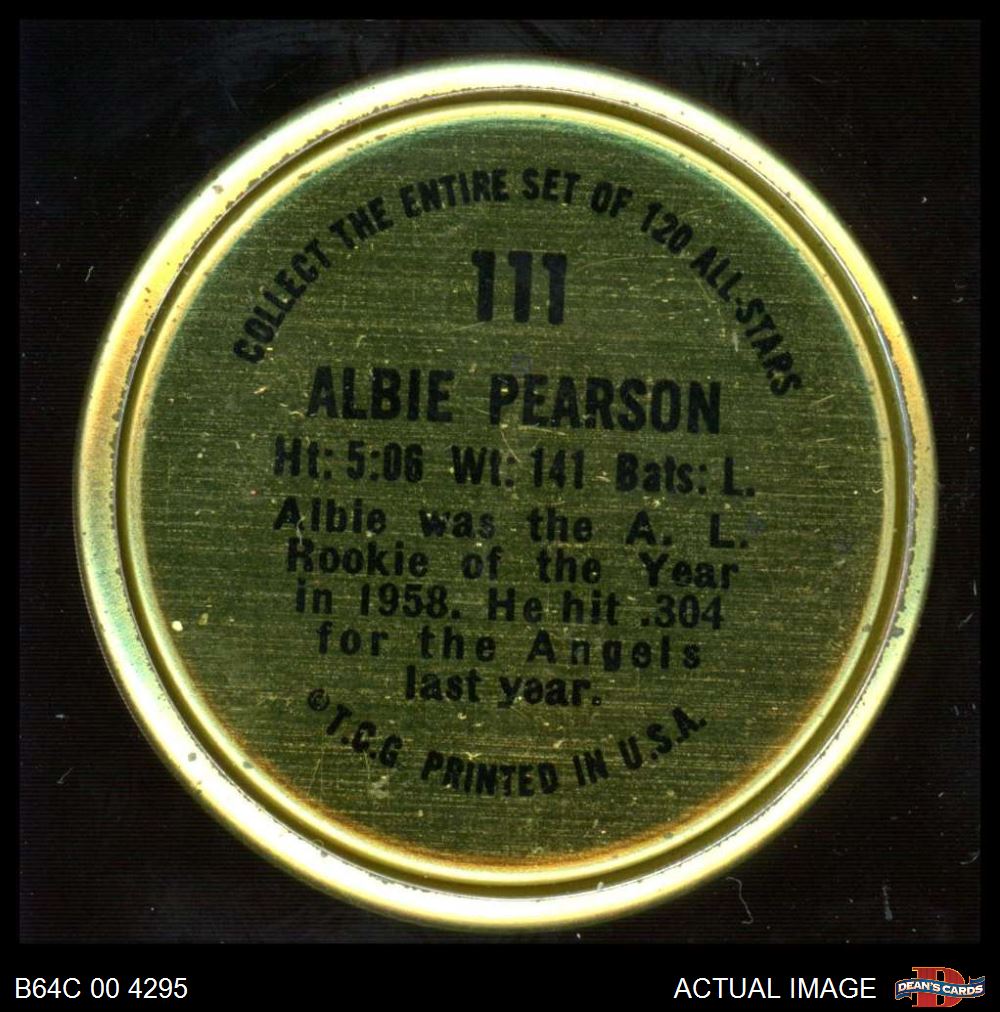 COLLECT THE ENTIRE SET OF 120 ALL-STARS
111
ALBIE PEARSON
Ht: 5:06 Wt: 141 Bats: L.
Albie was the A. L.
Rookie of the Year
in 1958. He hit .304
for the Angels
last year.
© T.C.G. PRINTED IN U.S.A.
B64C 00 4295
ACTUAL IMAGE
D
DEAN'S CARDS